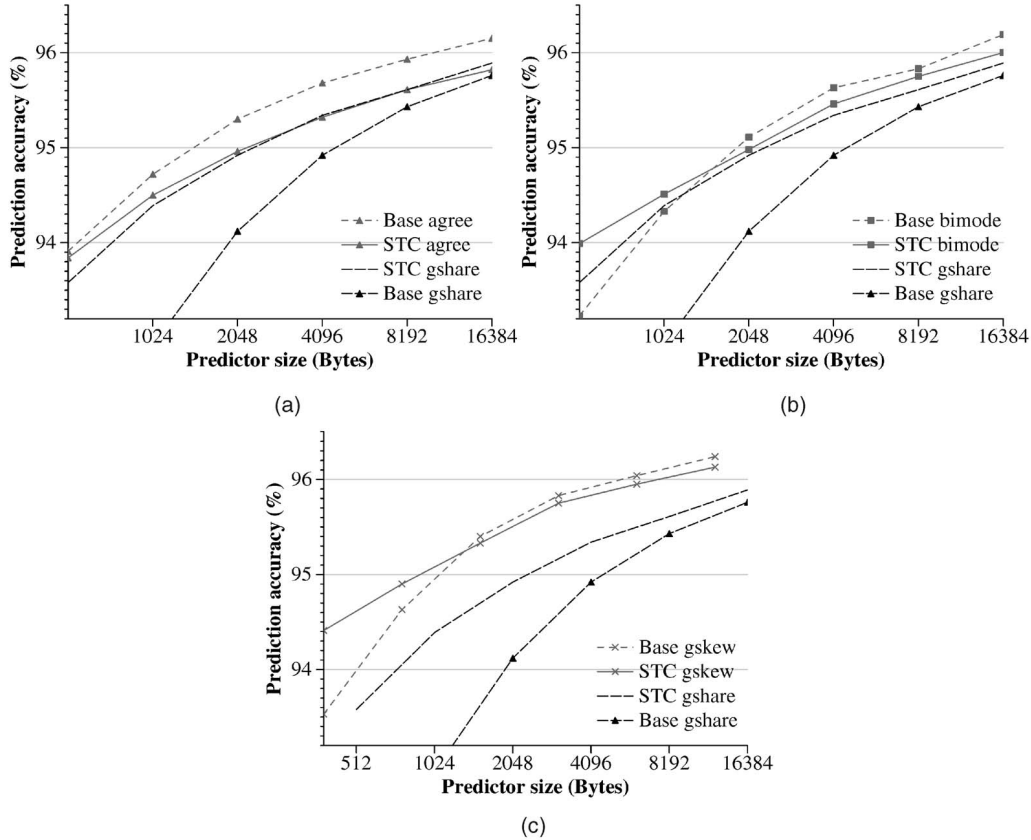 Prediction accuracy (%)
96
95
94
Base agree
STC agree
STC gshare
Base gshare
1024 2048 4096 8192 16384
Predictor size (Bytes)
(a)
Prediction accuracy (%)
96
95
94
Base bimode
STC bimode
STC gshare
Base gshare
1024 2048 4096 8192 16384
Predictor size (Bytes)
(b)
Prediction accuracy (%)
96
95
94
Base gskew
STC gskew
STC gshare
Base gshare
512 1024 2048 4096 8192 16384
Predictor size (Bytes)
(c)